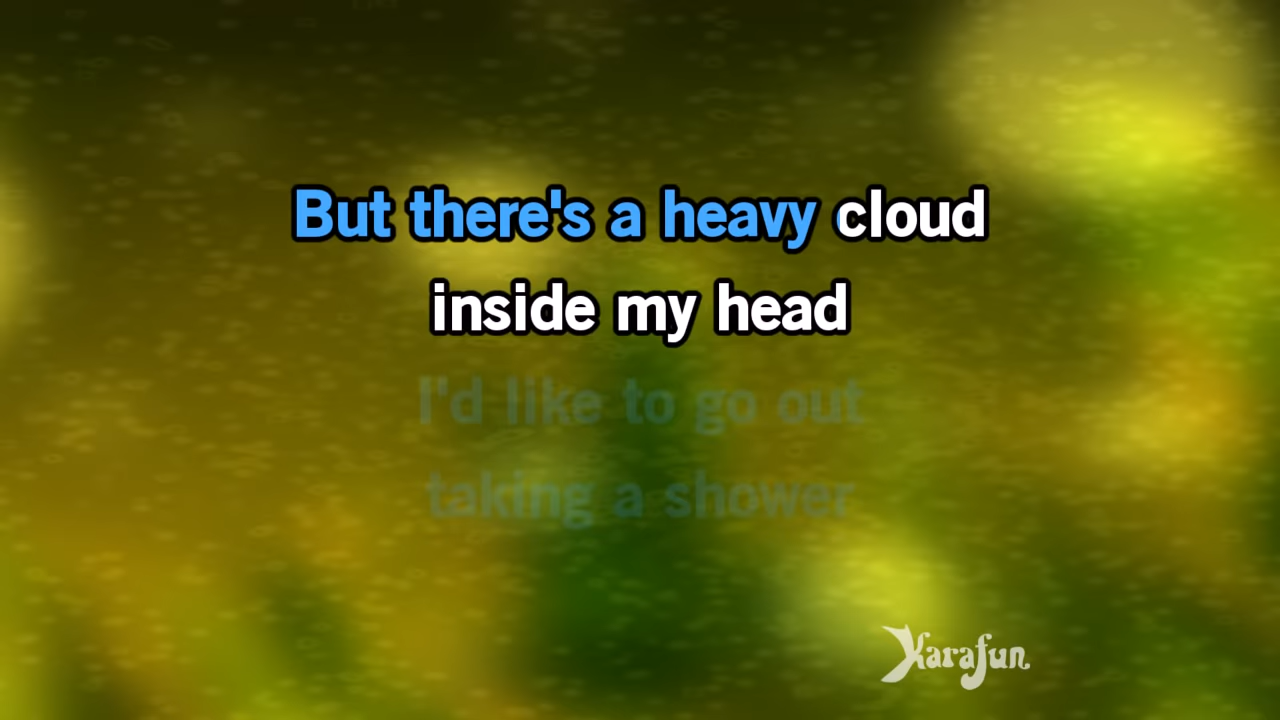 But there's a heavy cloud
inside my head
I'd like to go out
taking a shower
Karafun